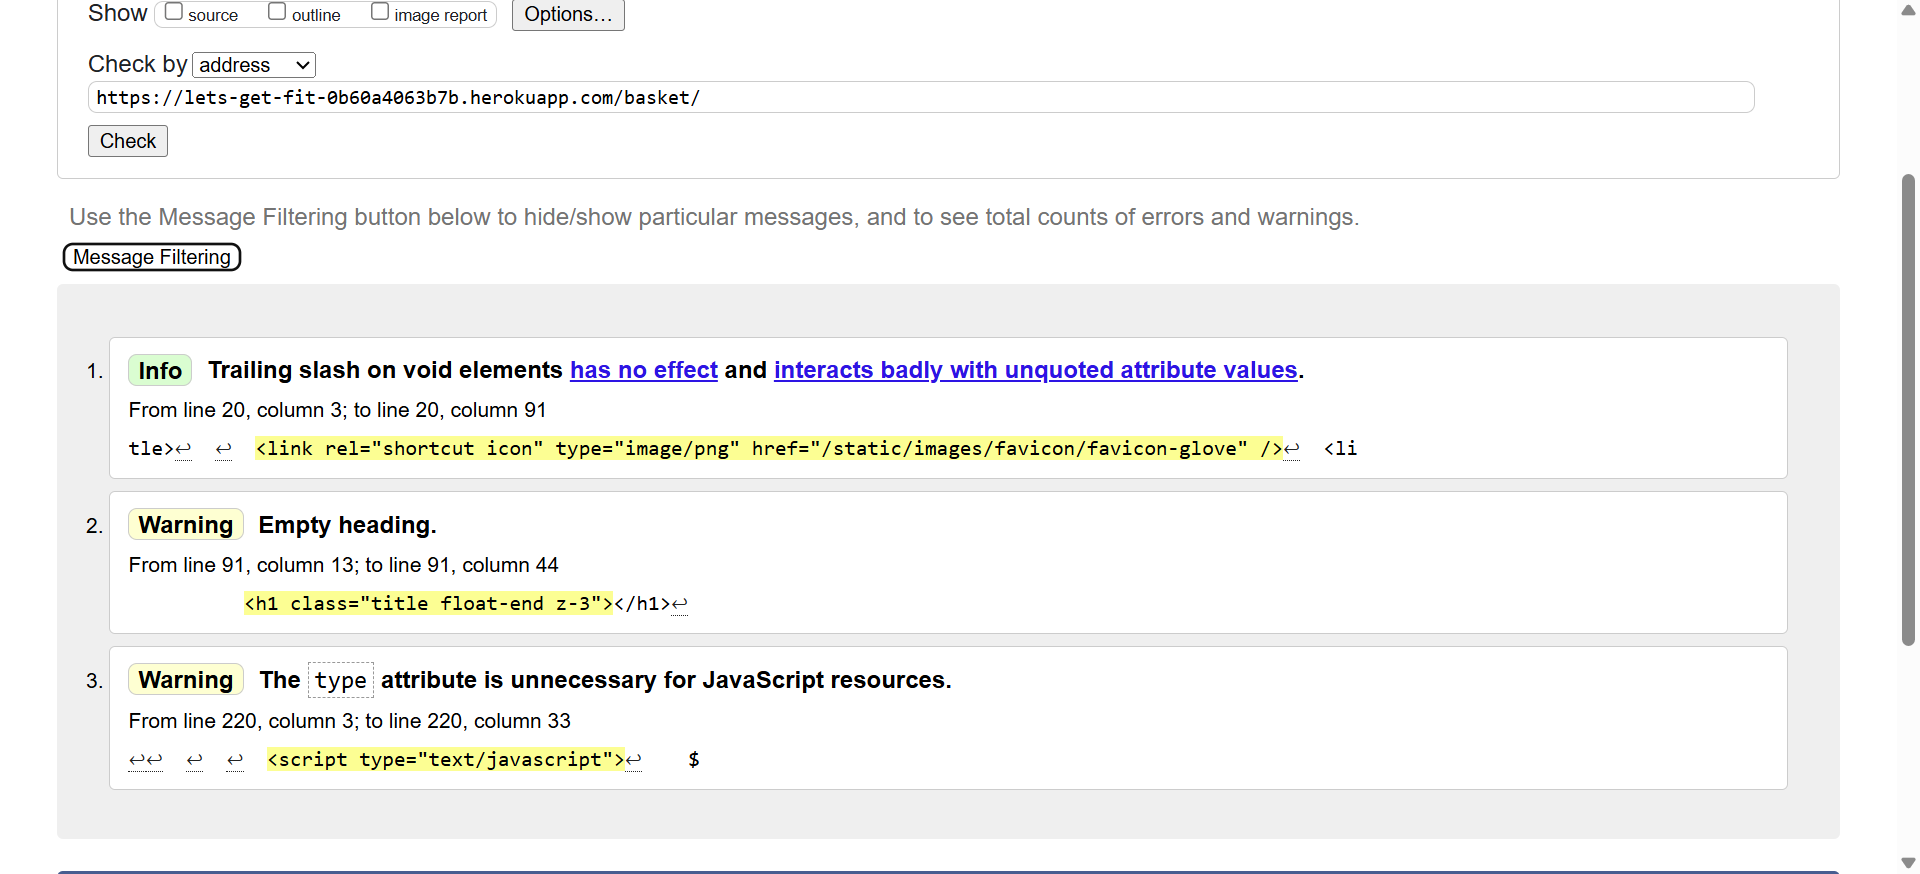 Show source outline image report Options...
Check by address
https://lets-get-fit-0b60a4063b7b.herokuapp.com/basket/
Check
Use the Message Filtering button below to hide/show particular messages, and to see total counts of errors and warnings.
Message Filtering
1. Info Trailing slash on void elements has no effect and interacts badly with unquoted attribute values.
From line 20, column 3; to line 20, column 91
tle>↩ ↩ <link rel="shortcut icon" type="image/png" href="/static/images/favicon/favicon-glove" />↩ <li
2. Warning Empty heading.
From line 91, column 13; to line 91, column 44
<h1 class="title float-end z-3"></h1>↩
3. Warning The type attribute is unnecessary for JavaScript resources.
From line 220, column 3; to line 220, column 33
↩↩ ↩ ↩ <script type="text/javascript">↩ $